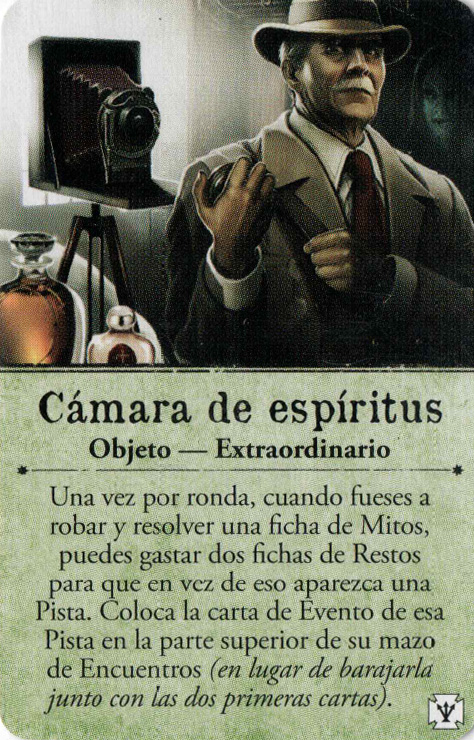 Cámara de espíritus
Objeto — Extraordinario
Una vez por ronda, cuando fueses a
robar y resolver una ficha de Mitos,
puedes gastar dos fichas de Restos
para que en vez de eso aparezca una
Pista. Coloca la carta de Evento de esa
Pista en la parte superior de su mazo
de Encuentros (en lugar de barajarla
junto con las dos primeras cartas).